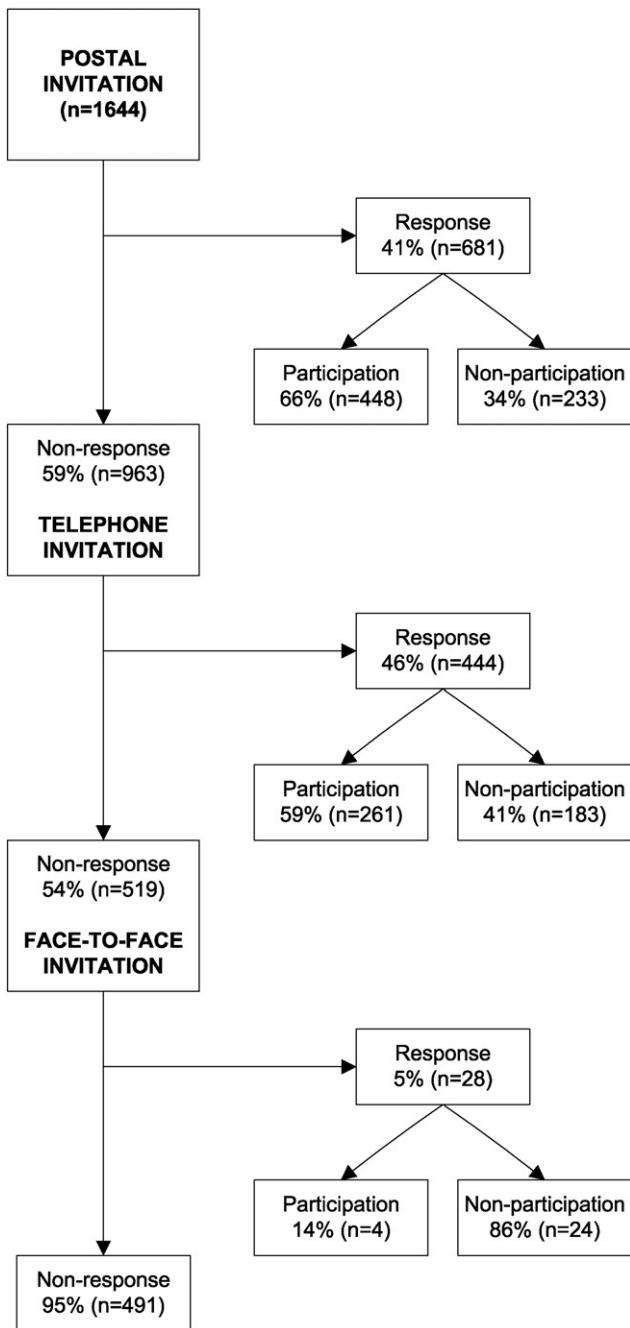 POSTAL
INVITATION
(n=1644)
Response
41% (n=681)
Participation
66% (n=448)
Non-participation
34% (n=233)
Non-response
59% (n=963)
TELEPHONE
INVITATION
Response
46% (n=444)
Participation
59% (n=261)
Non-participation
41% (n=183)
Non-response
54% (n=519)
FACE-TO-FACE
INVITATION
Response
5% (n=28)
Participation
14% (n=4)
Non-participation
86% (n=24)
Non-response
95% (n=491)